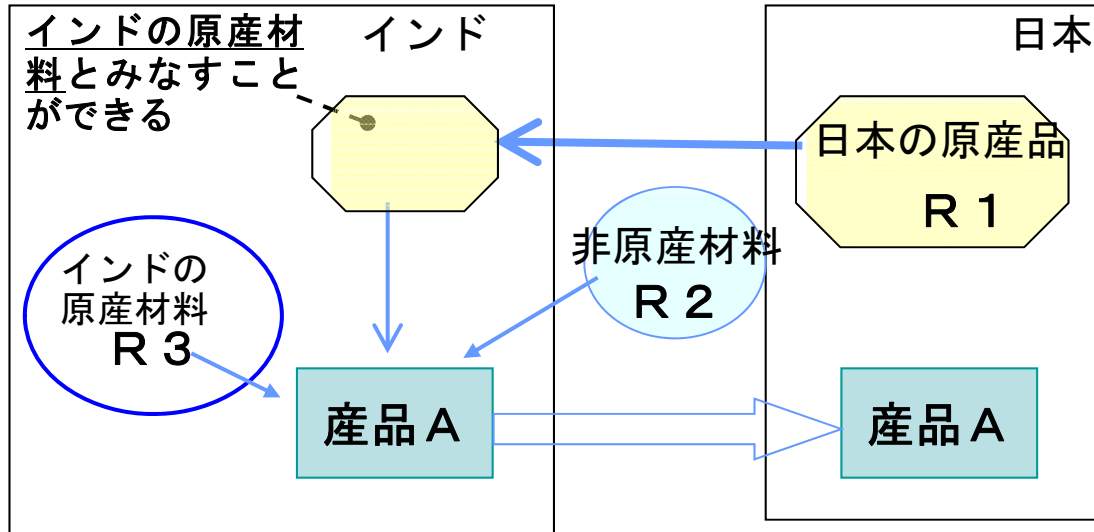 インドの原産材
料とみなすこと
ができる
インド
日本
日本の原産品
Ｒ１
非原産材料
Ｒ２
インドの
原産材料
Ｒ３
産品Ａ
産品Ａ